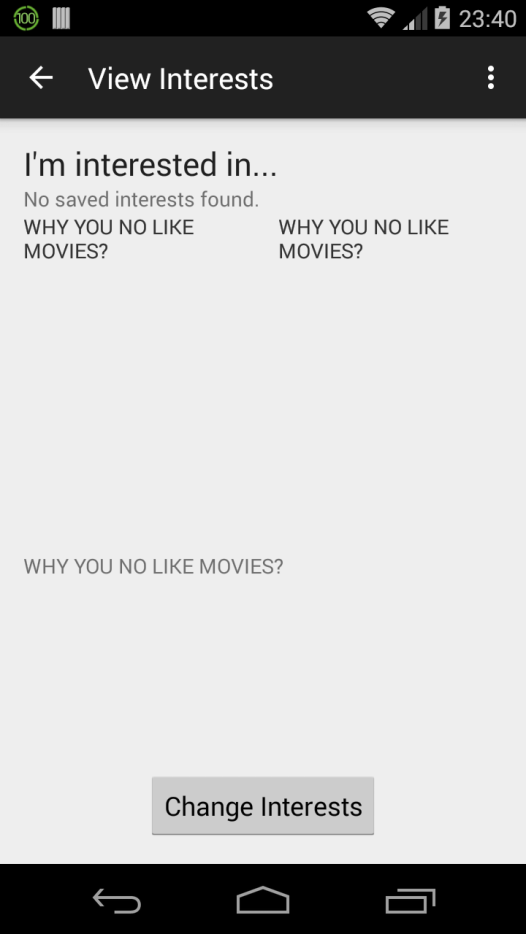 100
23:40
View Interests
I'm interested in...
No saved interests found.
WHY YOU NO LIKE
MOVIES?
WHY YOU NO LIKE
MOVIES?
WHY YOU NO LIKE MOVIES?
Change Interests